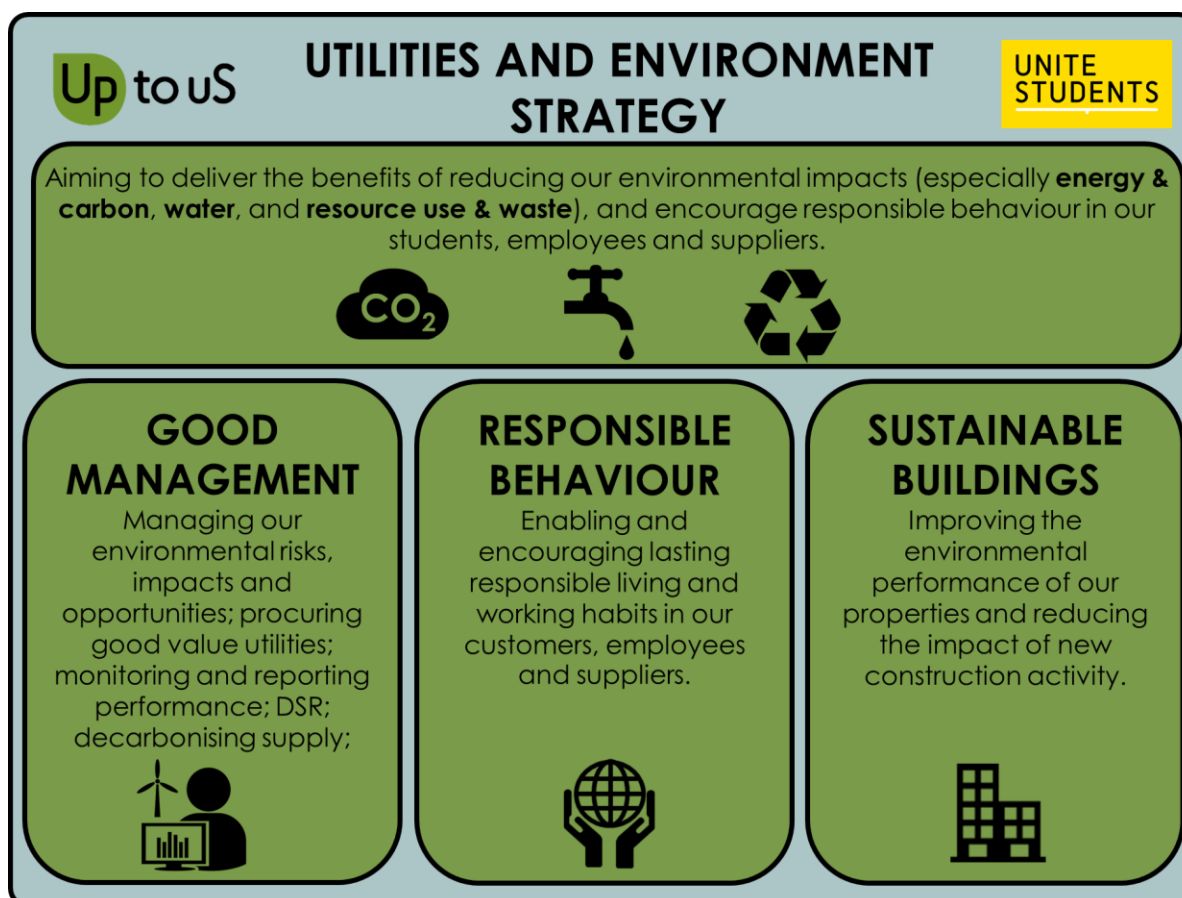 Up to uS
UTILITIES AND ENVIRONMENT
STRATEGY
UNITE
STUDENTS
Aiming to deliver the benefits of reducing our environmental impacts (especially energy &
carbon, water, and resource use & waste), and encourage responsible behaviour in our
students, employees and suppliers.
CO₂
GOOD
MANAGEMENT
Managing our
environmental risks,
impacts and
opportunities; procuring
good value utilities;
monitoring and reporting
performance; DSR;
decarbonising supply;
RESPONSIBLE
BEHAVIOUR
Enabling and
encouraging lasting
responsible living and
working habits in our
customers, employees
and suppliers.
SUSTAINABLE
BUILDINGS
Improving the
environmental
performance of our
properties and reducing
the impact of new
construction activity.